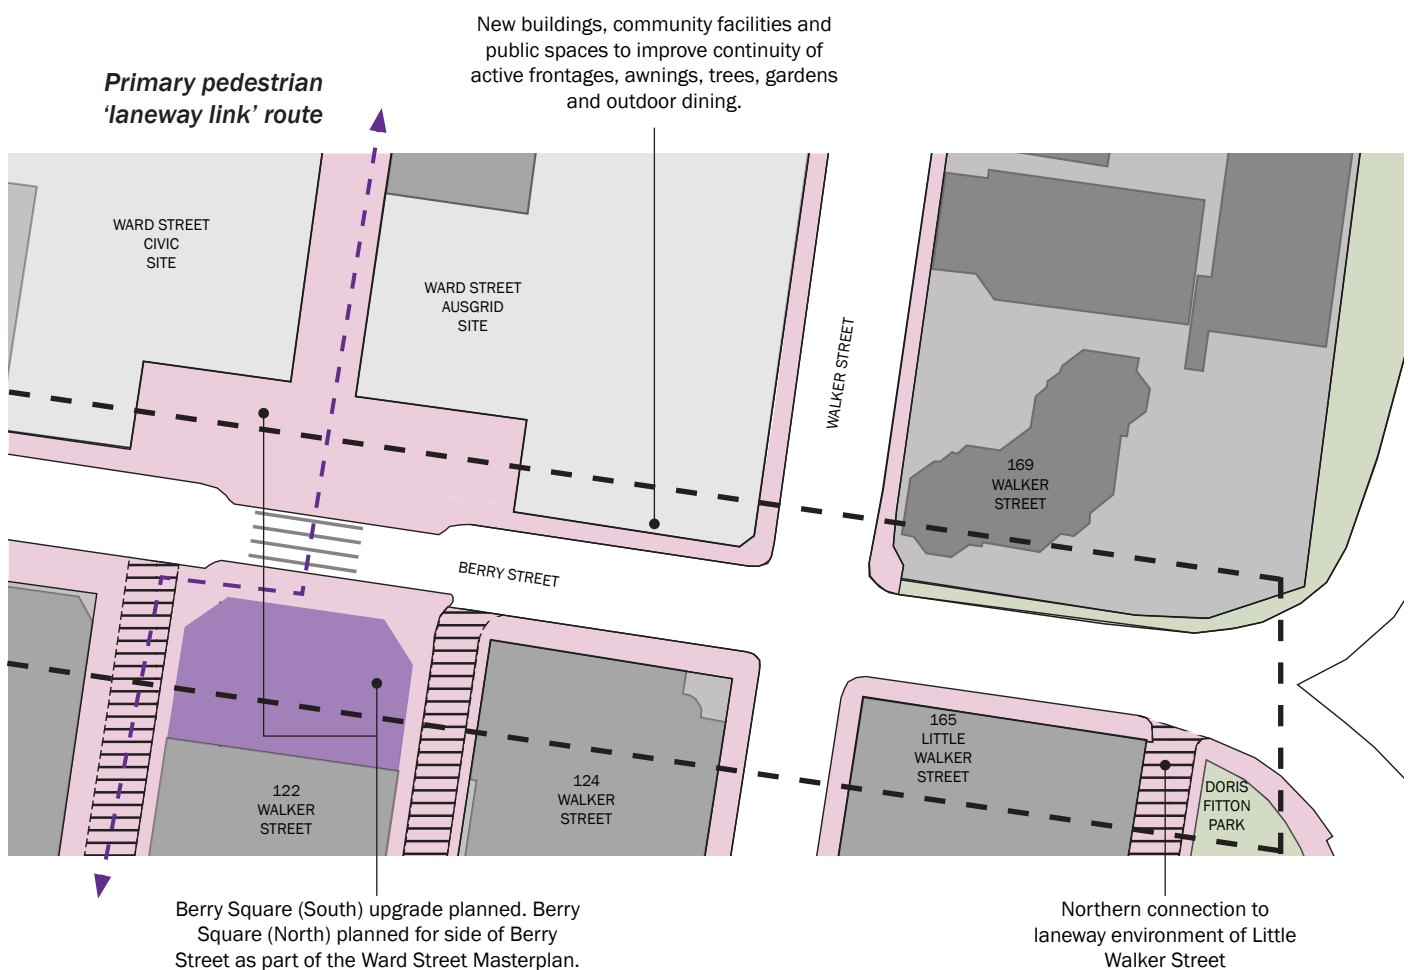 New buildings, community facilities and
public spaces to improve continuity of
active frontages, awnings, trees, gardens
and outdoor dining.
Primary pedestrian
‘laneway link’ route
WARD STREET
CIVIC
SITE
WARD STREET
AUSGRID
SITE
WALKER STREET
169
WALKER
STREET
BERRY STREET
122
WALKER
STREET
124
WALKER
STREET
165
LITTLE
WALKER
STREET
DORIS
FITTON
PARK
Berry Square (South) upgrade planned. Berry
Square (North) planned for side of Berry
Street as part of the Ward Street Masterplan.
Northern connection to
laneway environment of Little
Walker Street